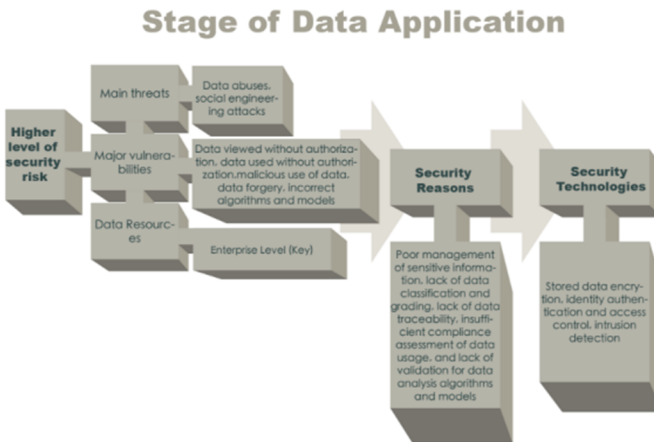 Stage of Data Application
Higher
level of
security
risk
Main threats
Data abuses,
social engineer-
ing attacks
Major vulnera-
bilities
Data viewed without authoriza-
tion, data used without authori-
zation,malicious use of data,
data forgery, incorrect
algorithms and models
Data Resourc-
es
Enterprise Level (Key)
Security
Reasons
Poor management
of sensitive informa-
tion, lack of data
classification and
grading, lack of data
traceability, insuffi-
cient compliance
assessment of data
usage, and lack of
validation for data
analysis algorithms
and models
Security
Technologies
Stored data encry-
tion, identity authen-
tication and access
control, intrusion
detection